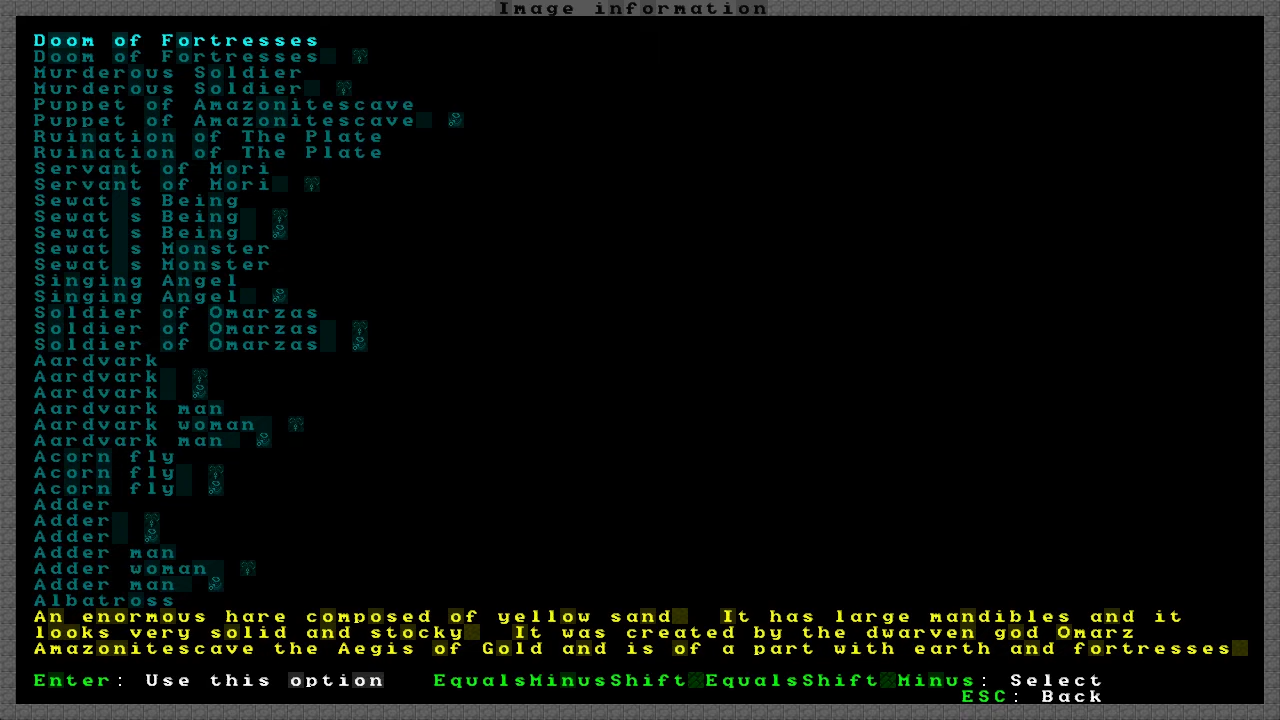 Image information
Doom of Fortresses
Doom of Fortresses
Murderous Soldier
Murderous Soldier
Puppet of Amazonitescave
Puppet of Amazonitescave
Ruination of The Plate
Ruination of The Plate
Servant of Mori
Servant of Mori
Sewat s Being
Sewat s Being
Sewat s Being
Sewat s Monster
Sewat s Monster
Singing Angel
Singing Angel
Soldier of Omarzas
Soldier of Omarzas
Soldier of Omarzas
Aardvark
Aardvark
Aardvark
Aardvark man
Aardvark woman
Aardvark man
Acorn fly
Acorn fly
Acorn fly
Adder
Adder
Adder
Adder man
Adder woman
Adder man
Albatross
An enormous hare composed of yellow sand  It has large mandibles and it
looks very solid and stocky  It was created by the dwarven god Omarz
Amazonitescave the Aegis of Gold and is of a part with earth and fortresses
Enter: Use this option EqualsMinusShift EqualsShift Minus: Select
ESC: Back